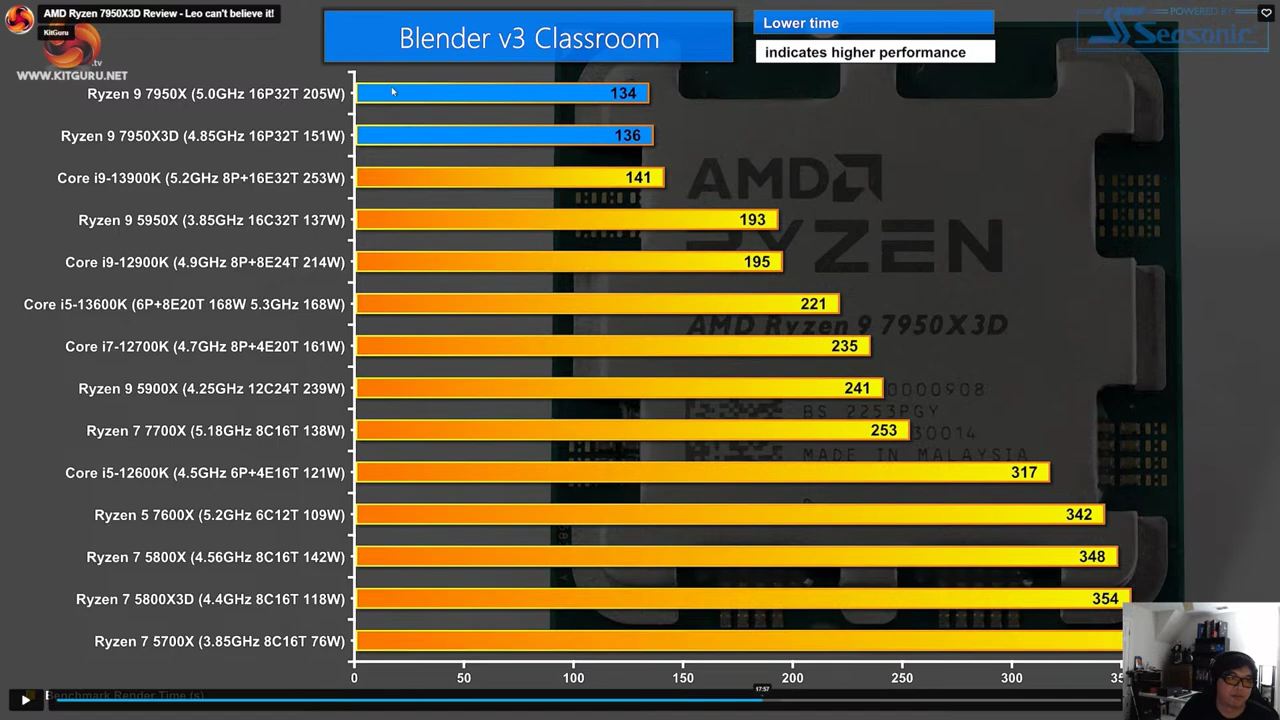 AMD Ryzen 7950X3D Review - Leo can't believe it!
KitGuru
.tv
WWW.KITGURU.NET
Blender v3 Classroom
Lower time
indicates higher performance
POWERED BY
Seasonic
Ryzen 9 7950X (5.0GHz 16P32T 205W)
134
Ryzen 9 7950X3D (4.85GHz 16P32T 151W)
136
Core i9-13900K (5.2GHz 8P+16E32T 253W)
141
Ryzen 9 5950X (3.85GHz 16C32T 137W)
193
Core i9-12900K (4.9GHz 8P+8E24T 214W)
195
Core i5-13600K (6P+8E20T 168W 5.3GHz 168W)
221
Core i7-12700K (4.7GHz 8P+4E20T 161W)
235
Ryzen 9 5900X (4.25GHz 12C24T 239W)
241
Ryzen 7 7700X (5.18GHz 8C16T 138W)
253
Core i5-12600K (4.5GHz 6P+4E16T 121W)
317
Ryzen 5 7600X (5.2GHz 6C12T 109W)
342
Ryzen 7 5800X (4.56GHz 8C16T 142W)
348
Ryzen 7 5800X3D (4.4GHz 8C16T 118W)
354
Ryzen 7 5700X (3.85GHz 8C16T 76W)
AMD
RYZEN
AMD Ryzen 9 7950X3D
BS 2253PGY
MADE IN MALAYSIA
0 50 100 150 200 250 300
Benchmark Render Time (s)
17:57